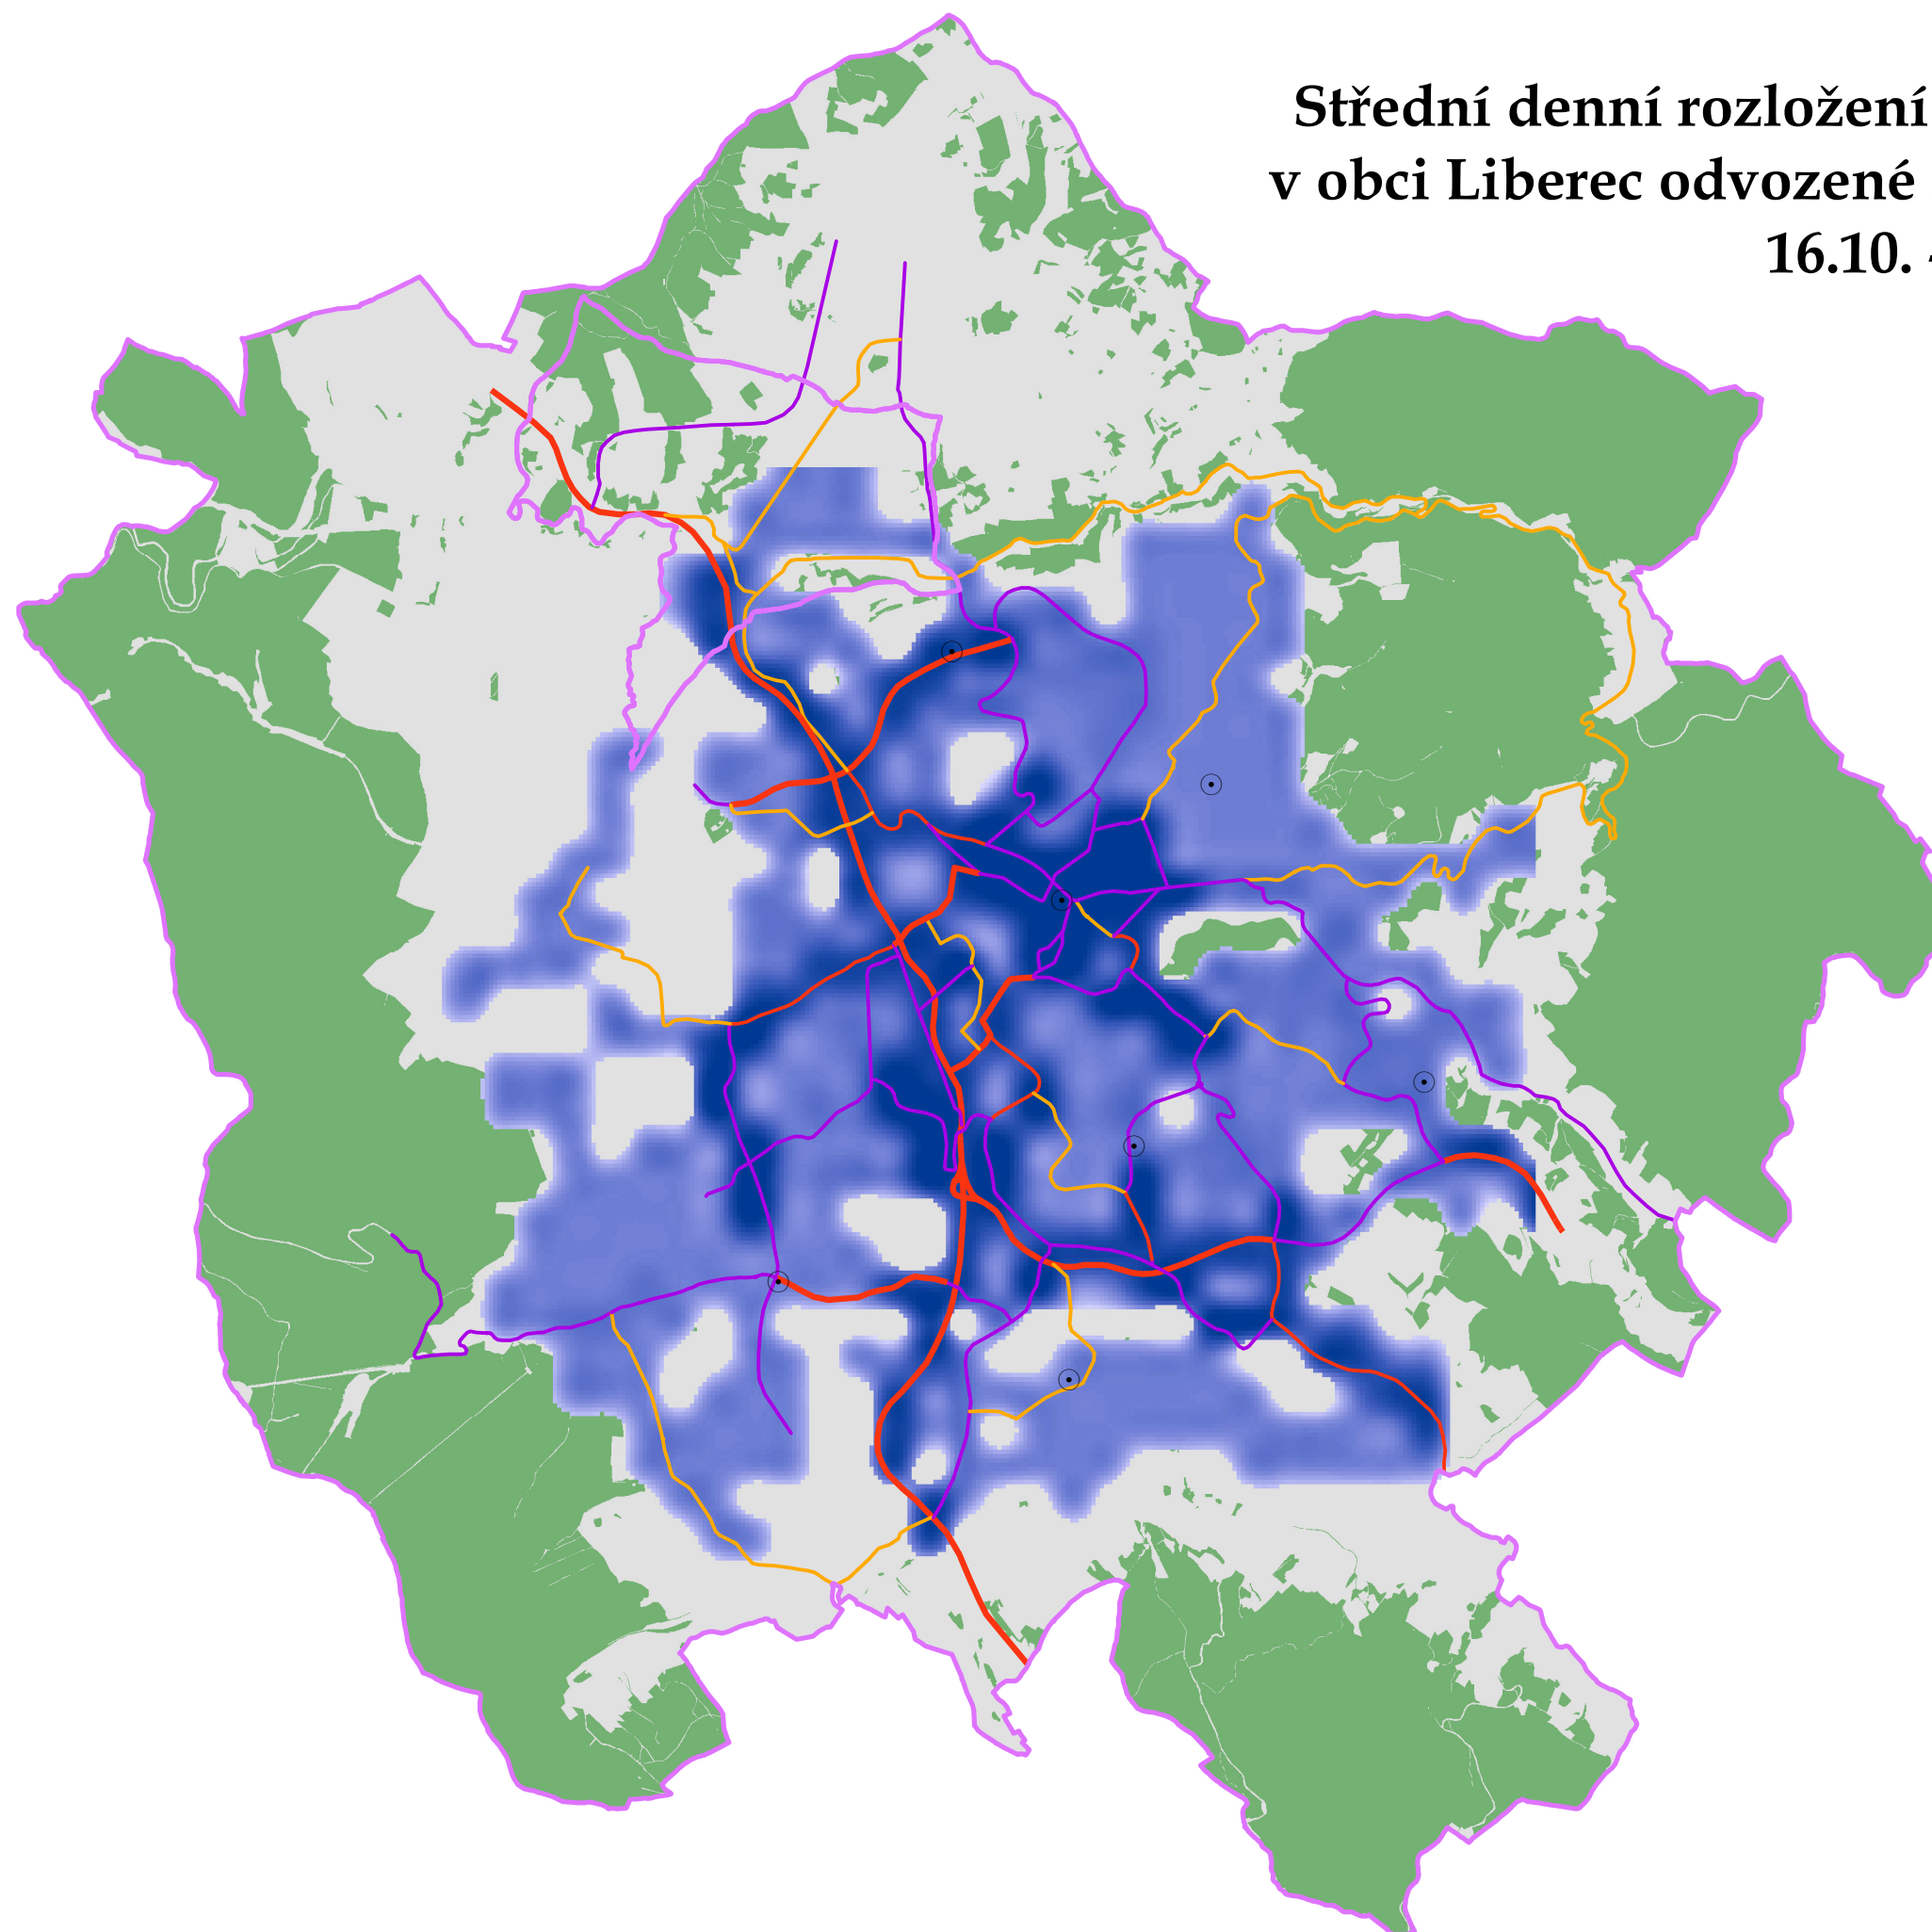 Střední denní rozložení
v obci Liberec odvozené
16.10.